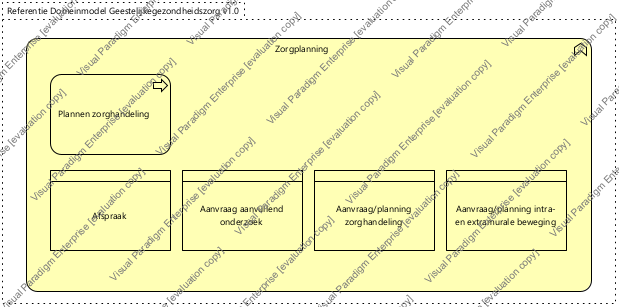 Referentie Domeinmodel Geestelijkegezondheidszorg v1.0
Zorgplanning
Plannen zorghandeling
Afspraak
Aanvraag aanvullend
onderzoek
Aanvraag/planning
zorghandeling
Aanvraag/planning intra-
en extramurale beweging
Visual Paradigm Enterprise [evaluation copy]